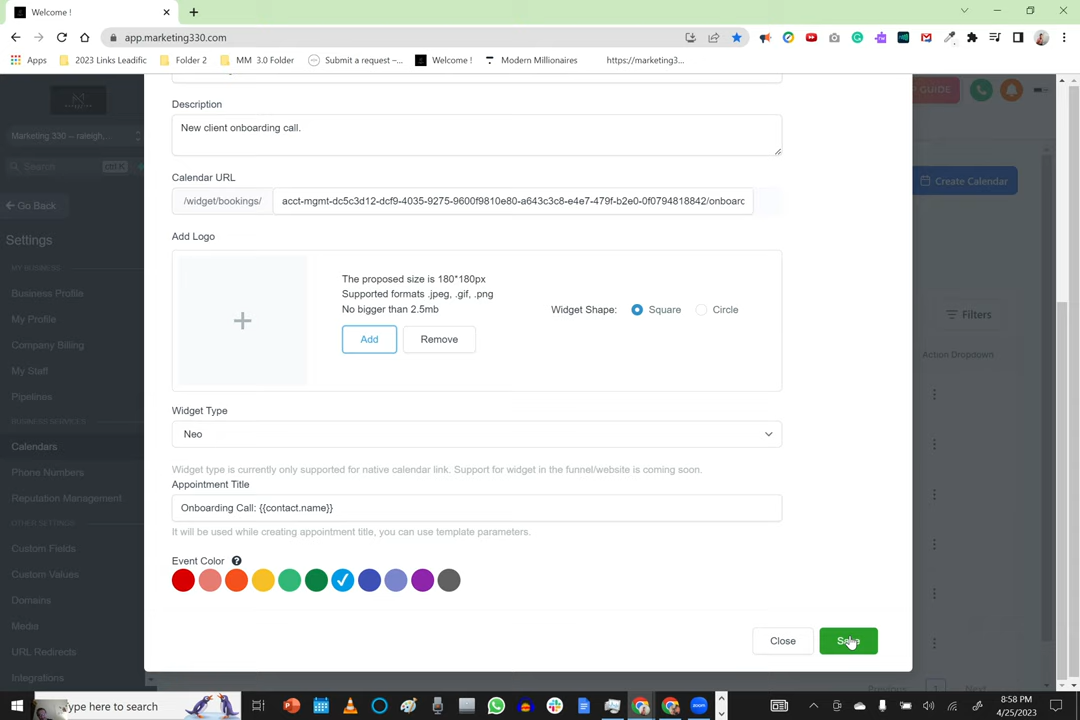 Welcome !
app.marketing330.com
Apps
2023 Links Leadific
Folder 2
MM 3.0 Folder
Submit a request –...
Welcome !
Modern Millionaires
https://marketing3...
GUIDE
Marketing 330 -- raleigh,...
Search
ctrl K
Go Back
Create Calendar
Settings
MY BUSINESS
Business Profile
My Profile
Company Billing
My Staff
Pipelines
BUSINESS SERVICES
Calendars
Phone Numbers
Reputation Management
OTHER SETTINGS
Custom Fields
Custom Values
Domains
Media
URL Redirects
Integrations
Description
New client onboarding call.
Calendar URL
/widget/bookings/
acct-mgmt-dc5c3d12-dcf9-4035-9275-9600f9810e80-a643c3c8-e4e7-479f-b2e0-0f0794818842/onboarc
Add Logo
The proposed size is 180*180px
Supported formats .jpeg, .gif, .png
No bigger than 2.5mb
Add
Remove
Widget Shape:
Square
Circle
Widget Type
Neo
Widget type is currently only supported for native calendar link. Support for widget in the funnel/website is coming soon.
Appointment Title
Onboarding Call: {{contact.name}}
It will be used while creating appointment title, you can use template parameters.
Event Color
Close
Save
Filters
Action Dropdown
Previous
1
Next
Type here to search
8:58 PM
4/25/2023